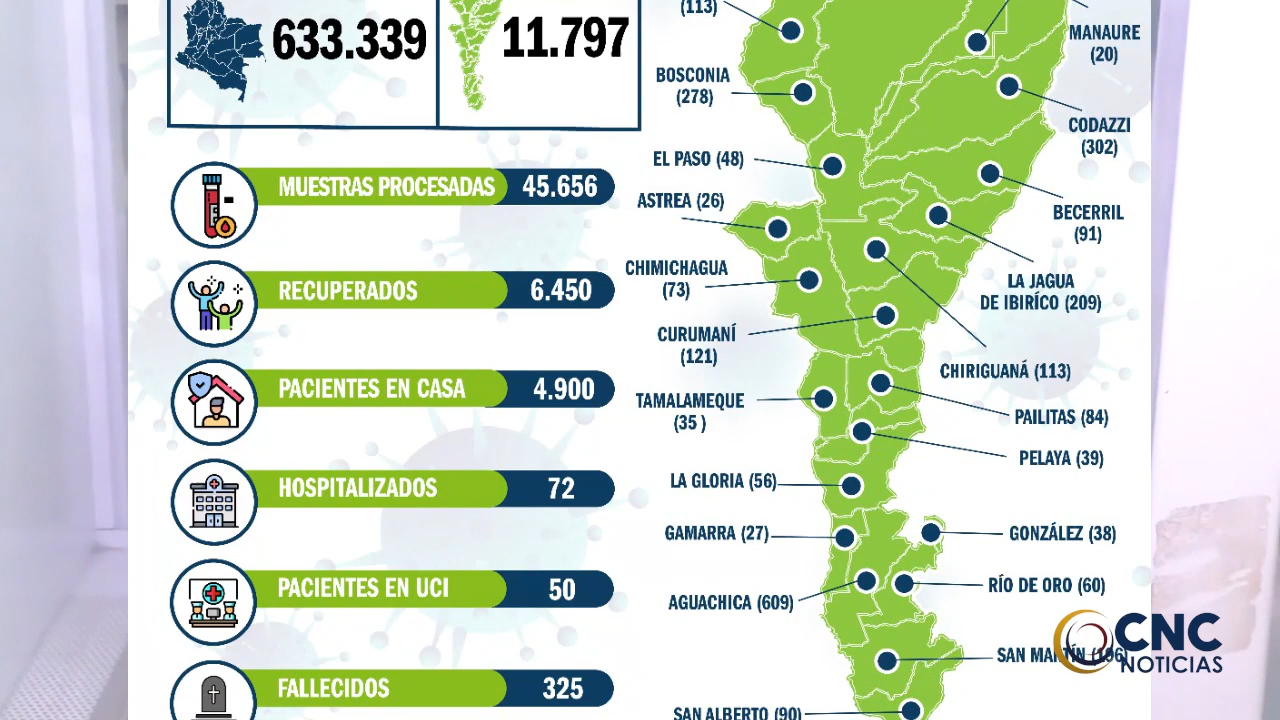 633.339
11.797
MUESTRAS PROCESADAS 45.656
RECUPERADOS 6.450
PACIENTES EN CASA 4.900
HOSPITALIZADOS 72
PACIENTES EN UCI 50
FALLECIDOS 325
(113)
BOSCONIA
(278)
EL PASO (48)
ASTREA (26)
CHIMICHAGUA
(73)
CURUMANÍ
(121)
TAMALAMEQUE
(35 )
LA GLORIA (56)
GAMARRA (27)
AGUACHICA (609)
SAN ALBERTO (90)
MANAURE
(20)
CODAZZI
(302)
BECERRIL
(91)
LA JAGUA
DE IBIRÍCO (209)
CHIRIGUANÁ (113)
PAILITAS (84)
PELAYA (39)
GONZÁLEZ (38)
RÍO DE ORO (60)
SAN MARTÍN
CNC
NOTICIAS